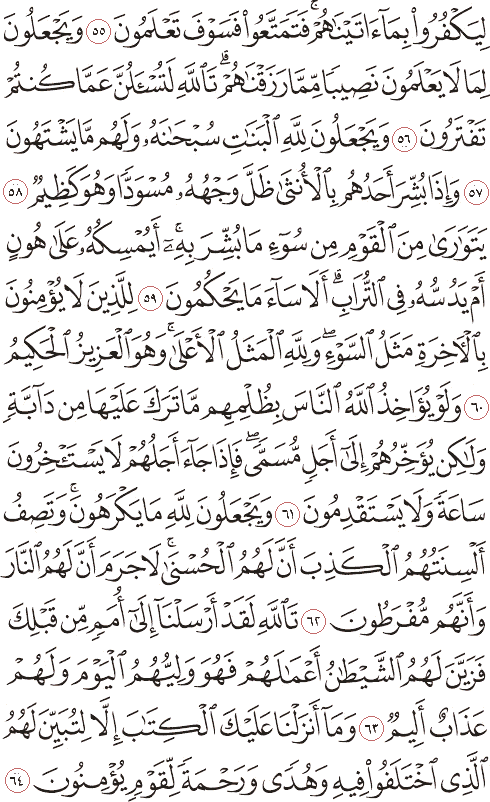 لِيَكْفُرُوا۟ بِمَآ ءَاتَيْنَٰهُمْ ۚ فَتَمَتَّعُوا۟ فَسَوْفَ تَعْلَمُونَ ٥٥ وَيَجْعَلُونَ
لِمَا لَا يَعْلَمُونَ نَصِيبًا مِّمَّا رَزَقْنَٰهُمْ ۗ تَٱللَّهِ لَتُسْـَٔلُنَّ عَمَّا كُنتُمْ
تَفْتَرُونَ ٥٦ وَيَجْعَلُونَ لِلَّهِ ٱلْبَنَٰتِ سُبْحَٰنَهُۥ وَلَهُم مَّا يَشْتَهُونَ
٥٧ وَإِذَا بُشِّرَ أَحَدُهُم بِٱلْأُنثَىٰ ظَلَّ وَجْهُهُۥ مُسْوَدًّا وَهُوَ كَظِيمٌ ٥٨
يَتَوَٰرَىٰ مِنَ ٱلْقَوْمِ مِن سُوٓءِ مَا بُشِّرَ بِهِۦٓ ۚ أَيُمْسِكُهُۥ عَلَىٰ هُونٍ
أَمْ يَدُسُّهُۥ فِى ٱلتُّرَابِ ۗ أَلَا سَآءَ مَا يَحْكُمُونَ ٥٩ لِلَّذِينَ لَا يُؤْمِنُونَ
بِٱلْءَاخِرَةِ مَثَلُ ٱلسَّوْءِ ۖ وَلِلَّهِ ٱلْمَثَلُ ٱلْأَعْلَىٰ ۚ وَهُوَ ٱلْعَزِيزُ ٱلْحَكِيمُ
٦٠ وَلَوْ يُؤَاخِذُ ٱللَّهُ ٱلنَّاسَ بِظُلْمِهِم مَّا تَرَكَ عَلَيْهَا مِن دَآبَّةٍ
وَلَٰكِن يُؤَخِّرُهُمْ إِلَىٰٓ أَجَلٍ مُّسَمًّى ۖ فَإِذَا جَآءَ أَجَلُهُمْ لَا يَسْتَـْٔخِرُونَ
سَاعَةً وَلَا يَسْتَقْدِمُونَ ٦١ وَيَجْعَلُونَ لِلَّهِ مَا يَكْرَهُونَ ۚ وَتَصِفُ
أَلْسِنَتُهُمُ ٱلْكَذِبَ أَنَّ لَهُمُ ٱلْحُسْنَىٰ ۖ لَا جَرَمَ أَنَّ لَهُمُ ٱلنَّارَ
وَأَنَّهُم مُّفْرَطُونَ ٦٢ تَٱللَّهِ لَقَدْ أَرْسَلْنَآ إِلَىٰٓ أُمَمٍ مِّن قَبْلِكَ
فَزَيَّنَ لَهُمُ ٱلشَّيْطَٰنُ أَعْمَٰلَهُمْ فَهُوَ وَلِيُّهُمُ ٱلْيَوْمَ وَلَهُمْ
عَذَابٌ أَلِيمٌ ٦٣ وَمَآ أَنزَلْنَا عَلَيْكَ ٱلْكِتَٰبَ إِلَّا لِتُبَيِّنَ لَهُمُ
ٱلَّذِى ٱخْتَلَفُوا۟ فِيهِ وَهُدًى وَرَحْمَةً لِّقَوْمٍ يُؤْمِنُونَ ٦٤